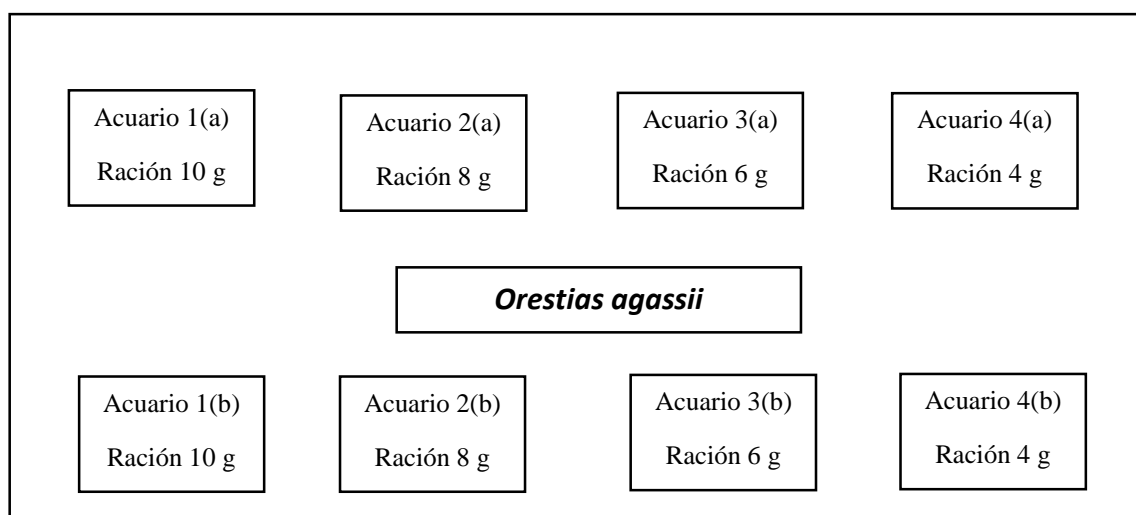 Acuario 1(a)
Ración 10 g
Acuario 2(a)
Ración 8 g
Acuario 3(a)
Ración 6 g
Acuario 4(a)
Ración 4 g
Orestias agassii
Acuario 1(b)
Ración 10 g
Acuario 2(b)
Ración 8 g
Acuario 3(b)
Ración 6 g
Acuario 4(b)
Ración 4 g